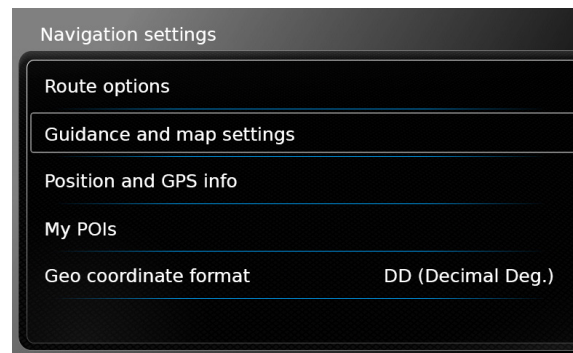 Navigation settings
Route options
Guidance and map settings
Position and GPS info
My POIs
Geo coordinate format DD (Decimal Deg.)